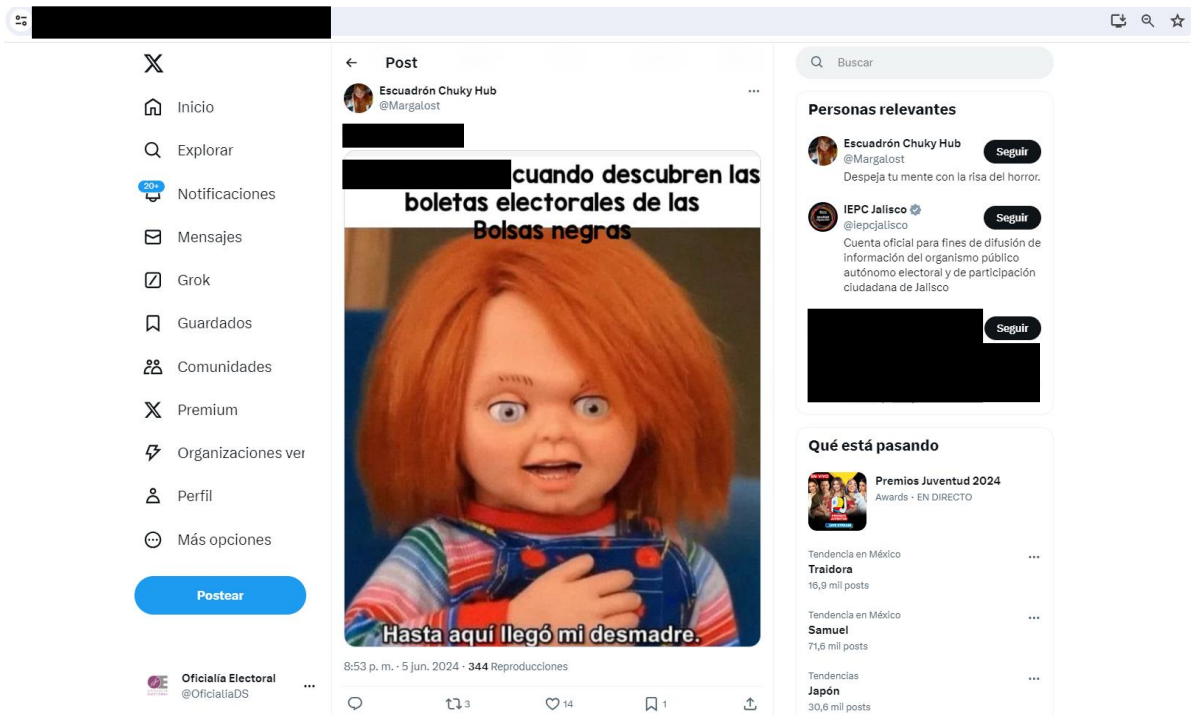 Post
Escuadrón Chuky Hub
@Margalost
cuando descubren las
boletas electorales de las
Bolsas negras
Hasta aquí llegó mi desmadre.
8:53 p. m. · 5 jun. 2024 · 344 Reproducciones
3
14
1
Inicio
Explorar
20+
Notificaciones
Mensajes
Grok
Guardados
Comunidades
Premium
Organizaciones ver
Perfil
Más opciones
Postear
Oficialía Electoral
@OficialiaDS
Buscar
Personas relevantes
Escuadrón Chuky Hub
@Margalost
Seguir
Despeja tu mente con la risa del horror.
IEPC Jalisco
@iepcjalisco
Seguir
Cuenta oficial para fines de difusión de
información del organismo público
autónomo electoral y de participación
ciudadana de Jalisco
Seguir
Qué está pasando
EN VIVO
Premios Juventud 2024
Awards · EN DIRECTO
Tendencia en México
Traidora
16,9 mil posts
Tendencia en México
Samuel
71,6 mil posts
Tendencias
Japón
30,6 mil posts